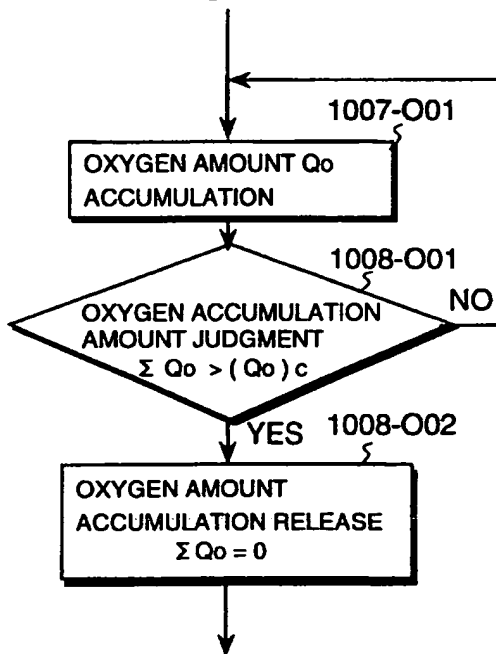 1007-O01
OXYGEN AMOUNT Qo
ACCUMULATION
1008-O01
OXYGEN ACCUMULATION
AMOUNT JUDGMENT
Σ Qo > ( Qo ) c
NO
YES
1008-O02
OXYGEN AMOUNT
ACCUMULATION RELEASE
Σ Qo = 0